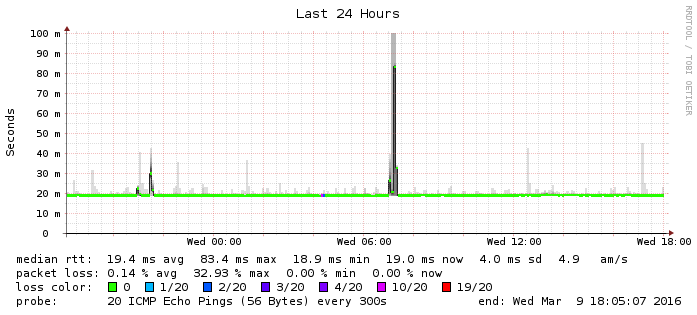 Last 24 Hours
RRDTOOL / TOBI OETIKER
Seconds
100 m
90 m
80 m
70 m
60 m
50 m
40 m
30 m
20 m
10 m
0
Wed 00:00 Wed 06:00 Wed 12:00 Wed 18:00
median rtt: 19.4 ms avg 83.4 ms max 18.9 ms min 19.0 ms now 4.0 ms sd 4.9 am/s
packet loss: 0.14 % avg 32.93 % max 0.00 % min 0.00 % now
loss color: 0 1/20 2/20 3/20 4/20 10/20 19/20
probe: 20 ICMP Echo Pings (56 Bytes) every 300s end: Wed Mar 9 18:05:07 2016